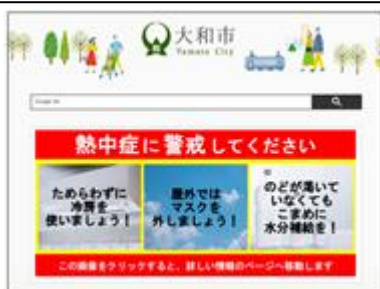 大和市
Yamato City
熱中症に警戒してください
ためらわずに
冷房を
使いましょう！
屋外では
マスクを
外しましょう！
のどが渇いて
いなくても
こまめに
水分補給を！
この画像をクリックすると、詳しい情報のページへ移動します